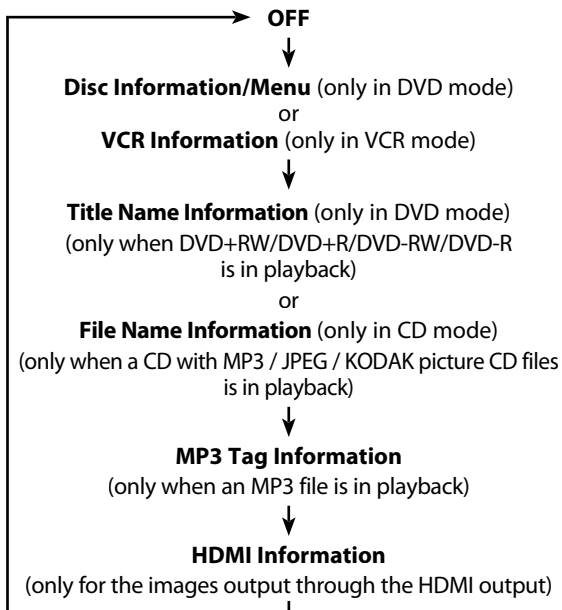 OFF
Disc Information/Menu (only in DVD mode)
or
VCR Information (only in VCR mode)
Title Name Information (only in DVD mode)
(only when DVD+RW/DVD+R/DVD-RW/DVD-R
is in playback)
or
File Name Information (only in CD mode)
(only when a CD with MP3 / JPEG / KODAK picture CD files
is in playback)
MP3 Tag Information
(only when an MP3 file is in playback)
HDMI Information
(only for the images output through the HDMI output)